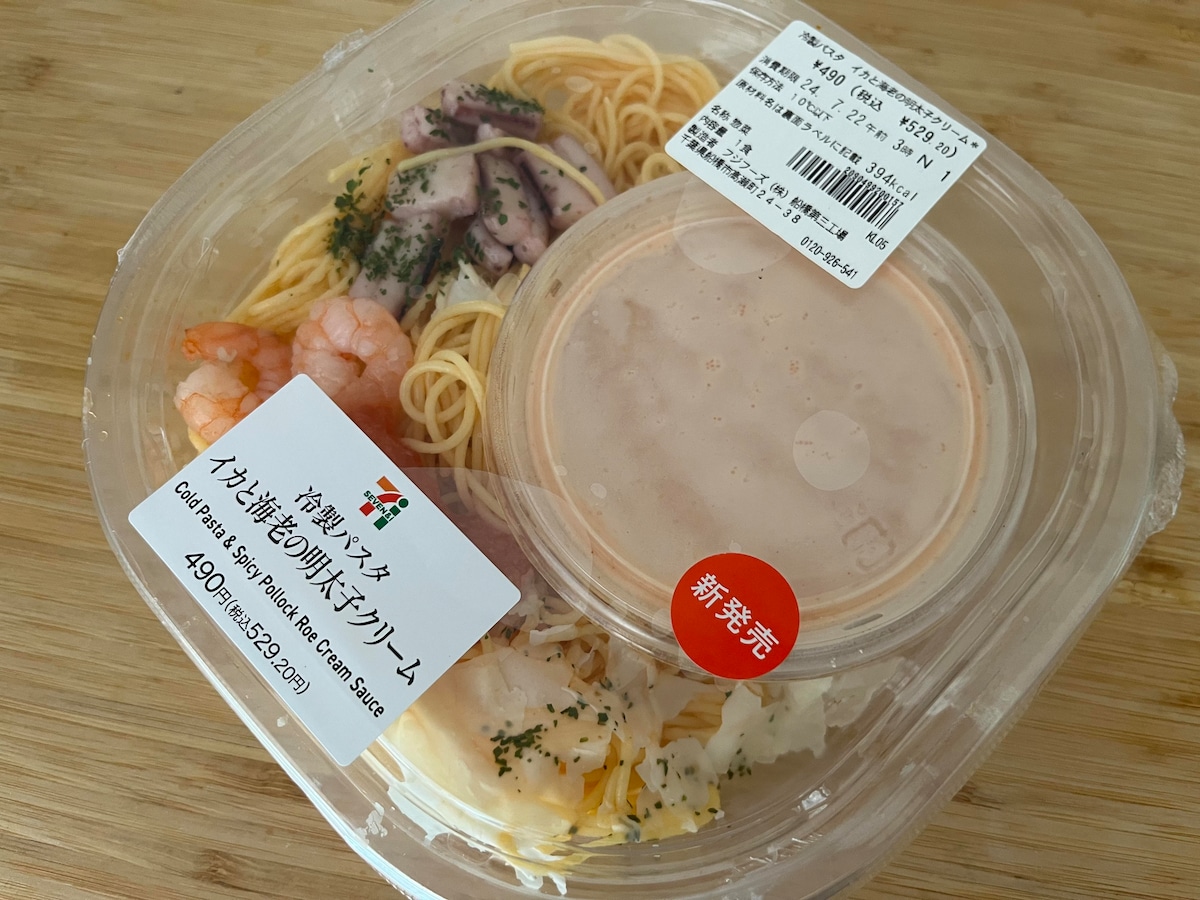 冷製パスタ イカと海老の明太子クリーム*
¥490 (税込 ¥529.20)
消費期限 24. 7.22午前 3時 N 1
保存方法 10℃以下
原材料名は裏面ラベルに記載 394kcal
名称 惣菜
内容量 1食
製造者 フジフーズ(株)船橋第三工場
千葉県船橋市高瀬町24-38
KL05
0120-926-541
SEVEN&i
冷製パスタ
イカと海老の明太子クリーム
Cold Pasta & Spicy Pollock Roe Cream Sauce
490円(税込529.20円)
新発売